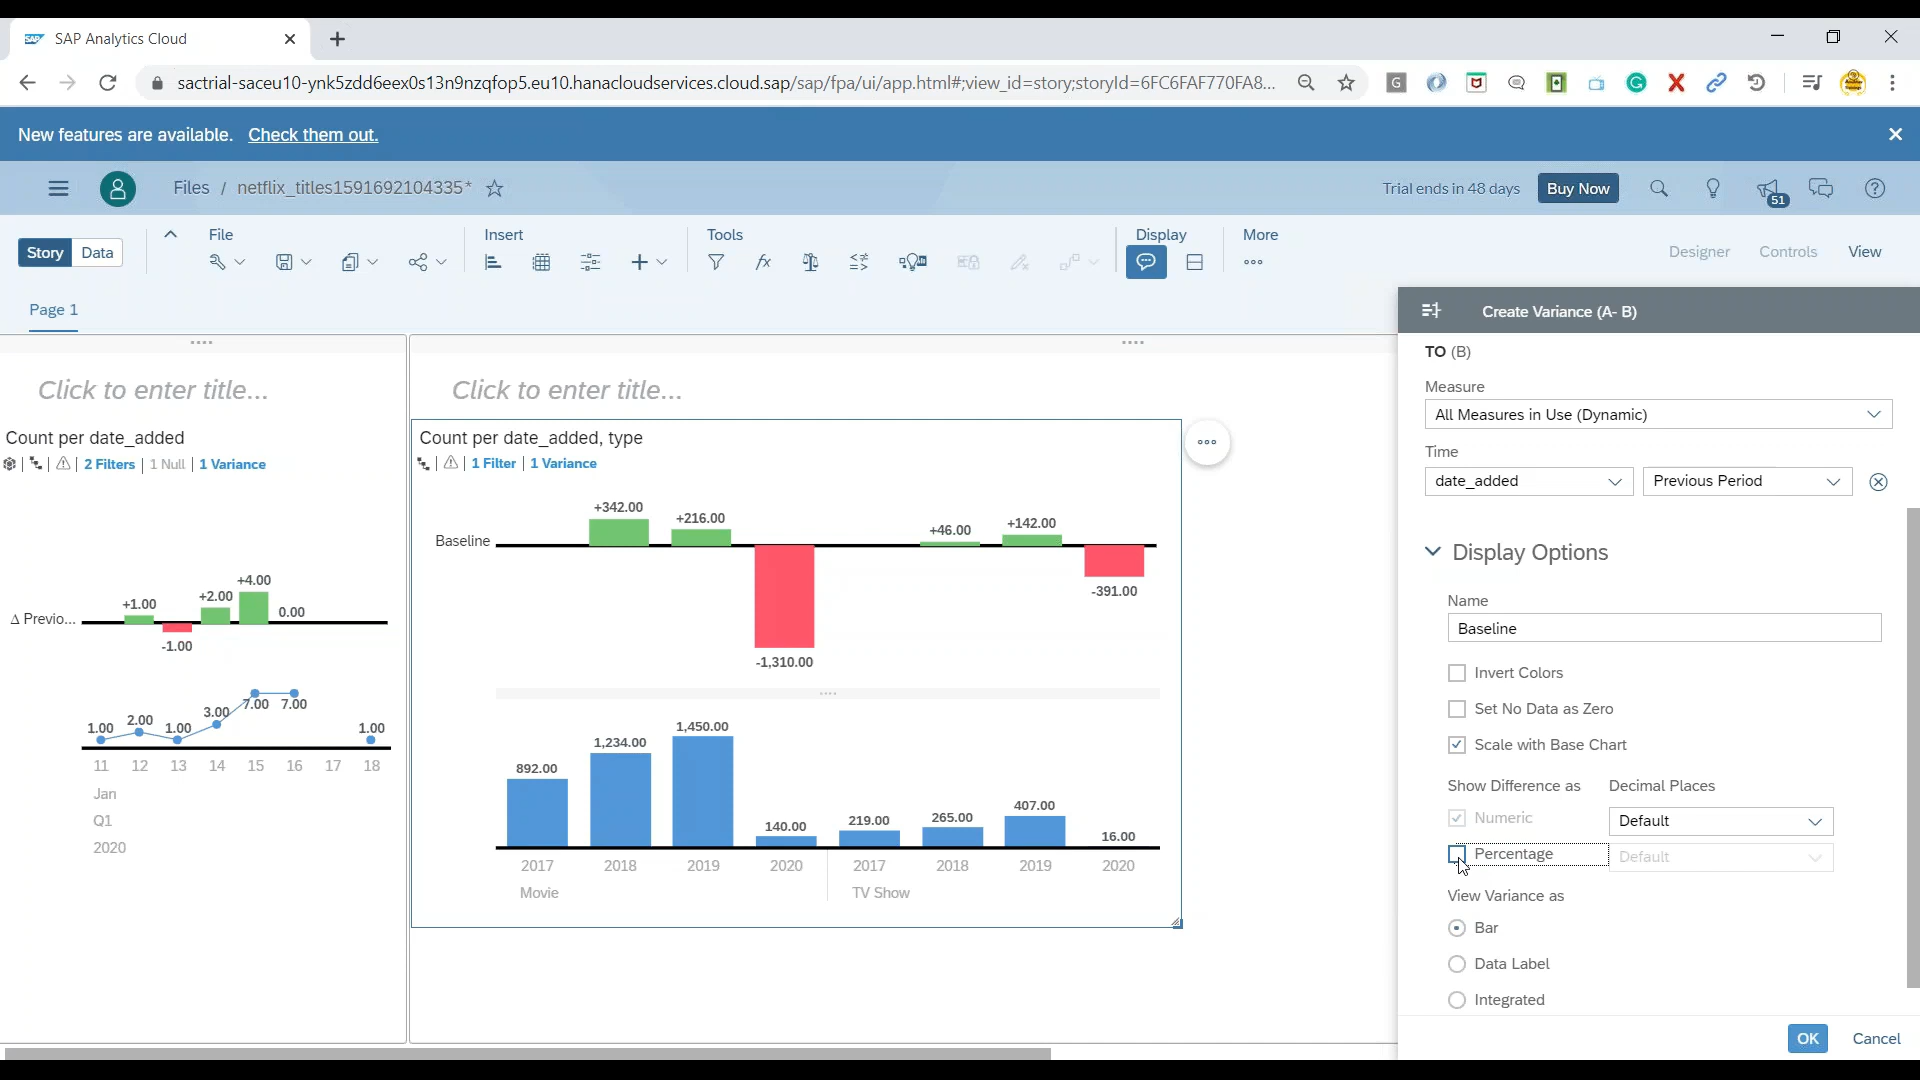 SAP Analytics Cloud
sactrial-saceu10-ynk5zdd6eex0s13n9nzqfop5.eu10.hanacloudservices.cloud.sap/sap/fpa/ui/app.html#;view_id=story;storyId=6FC6FAF770FA8...
New features are available. Check them out.
Files / netflix_titles1591692104335*
Trial ends in 48 days Buy Now 51
Story Data
File Insert Tools Display More
Designer Controls View
Page 1
Click to enter title...
Count per date_added
2 Filters 1 Null 1 Variance
Δ Previo...
+1.00 -1.00 +2.00 +4.00 0.00
1.00 2.00 1.00 3.00 7.00 7.00 1.00
11 12 13 14 15 16 17 18
Jan
Q1
2020
Click to enter title...
Count per date_added, type
1 Filter 1 Variance
Baseline
+342.00 +216.00 -1,310.00 +46.00 +142.00 -391.00
892.00 1,234.00 1,450.00 140.00 219.00 265.00 407.00 16.00
2017 2018 2019 2020 2017 2018 2019 2020
Movie TV Show
Create Variance (A- B)
TO (B)
Measure
All Measures in Use (Dynamic)
Time
date_added Previous Period
Display Options
Name
Baseline
Invert Colors
Set No Data as Zero
Scale with Base Chart
Show Difference as Decimal Places
Numeric Default
Percentage Default
View Variance as
Bar
Data Label
Integrated
OK Cancel